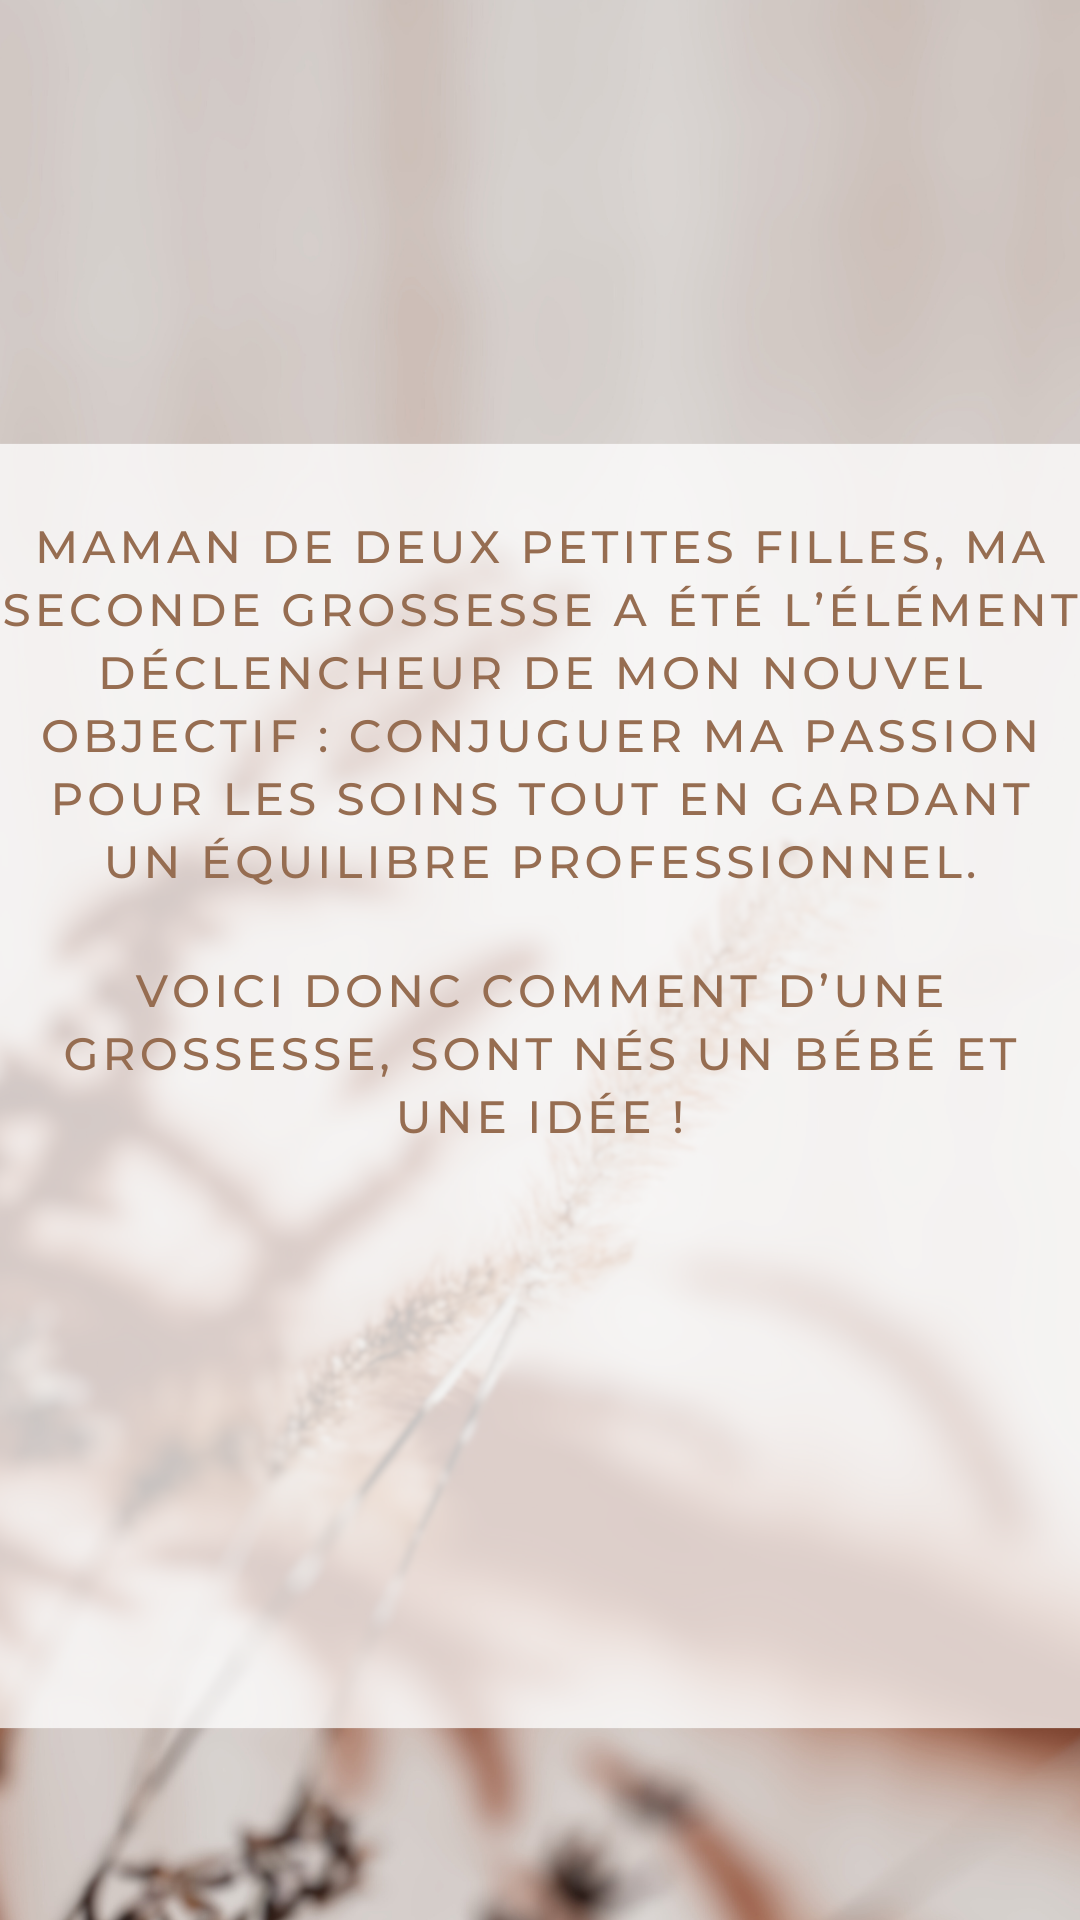 MAMAN DE DEUX PETITES FILLES, MA
SECONDE GROSSESSE A ÉTÉ L’ÉLÉMENT
DÉCLENCHEUR DE MON NOUVEL
OBJECTIF : CONJUGUER MA PASSION
POUR LES SOINS TOUT EN GARDANT
UN ÉQUILIBRE PROFESSIONNEL.
VOICI DONC COMMENT D’UNE
GROSSESSE, SONT NÉS UN BÉBÉ ET
UNE IDÉE !